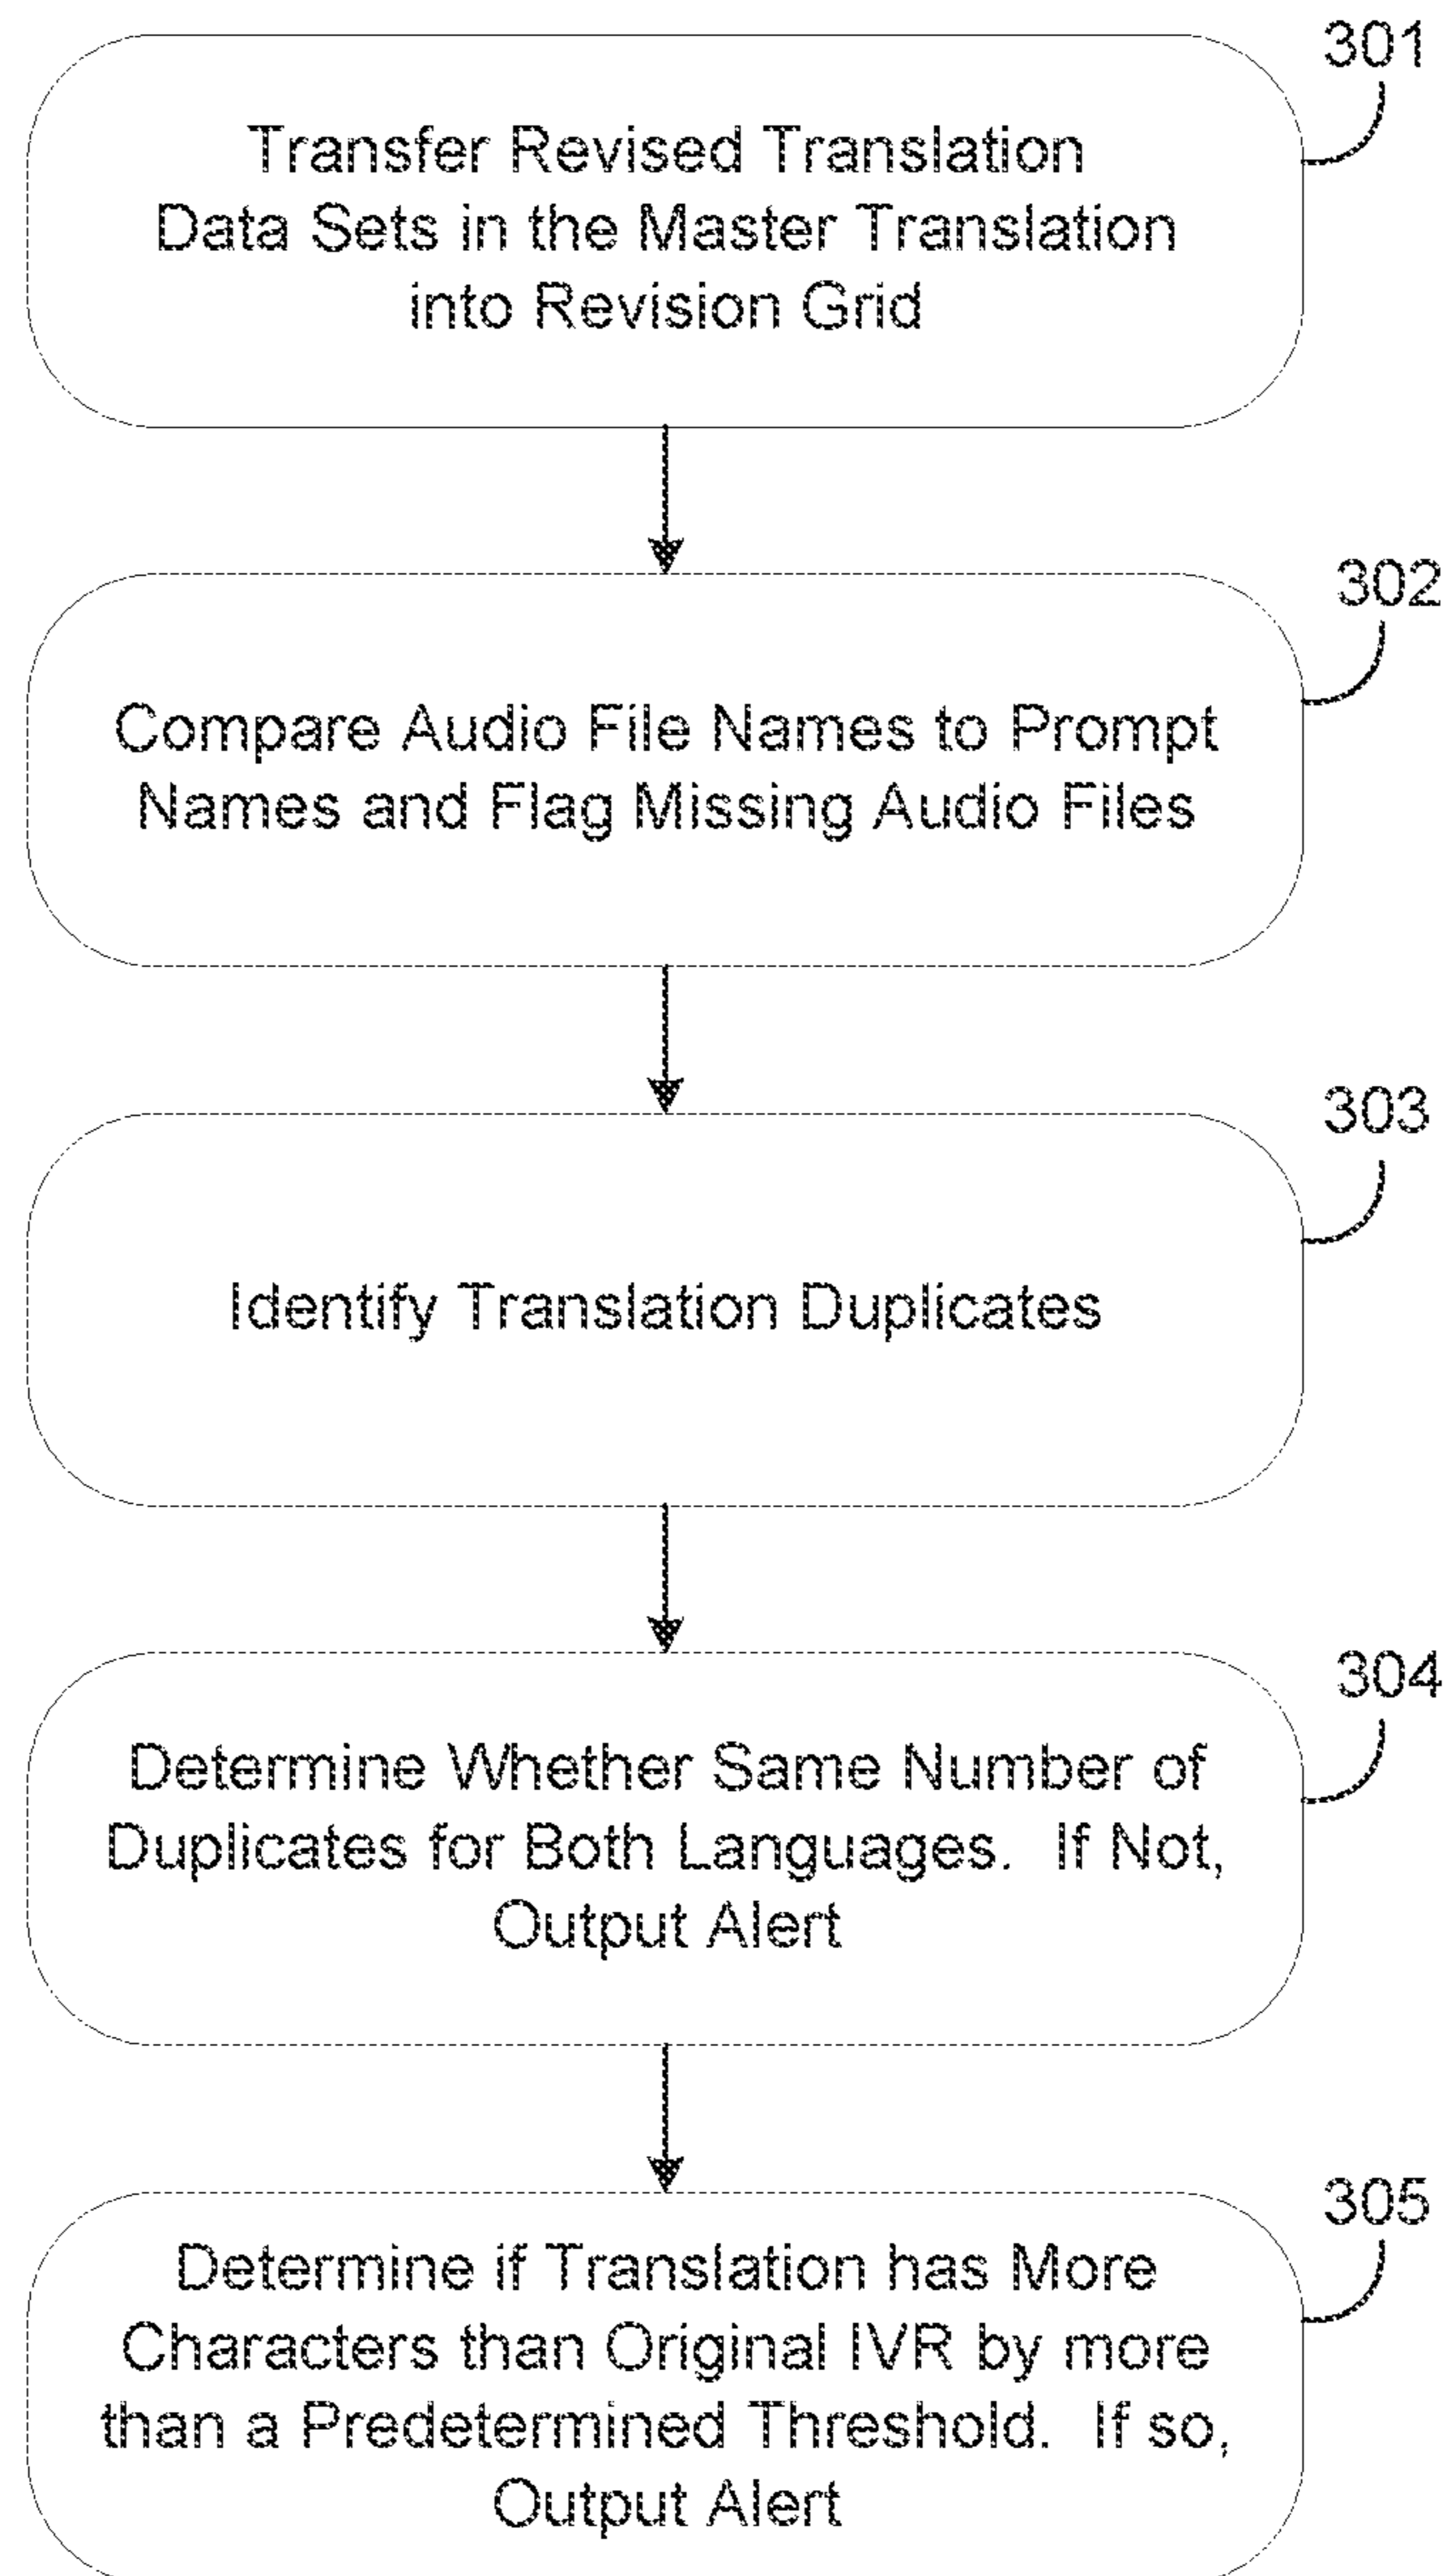 301
Transfer Revised Translation
Data Sets in the Master Translation
into Revision Grid
302
Compare Audio File Names to Prompt
Names and Flag Missing Audio Files
303
Identify Translation Duplicates
304
Determine Whether Same Number of
Duplicates for Both Languages.  If Not,
Output Alert
305
Determine if Translation has More
Characters than Original IVR by more
than a Predetermined Threshold.  If so,
Output Alert